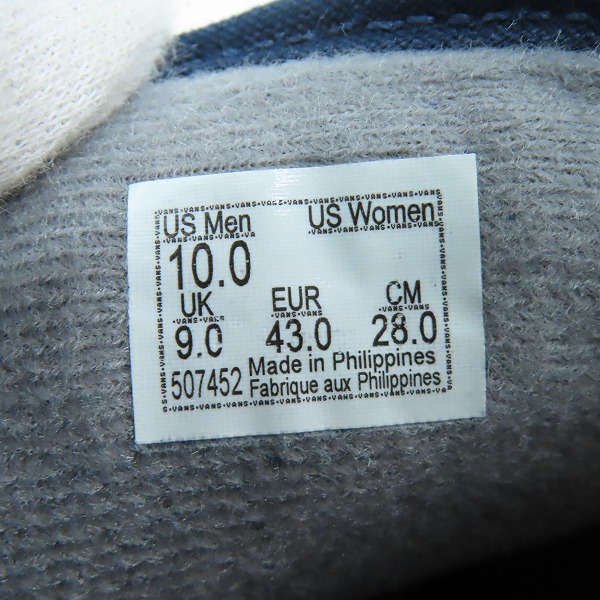 US Men US Women
10.0
UK EUR CM
9.0 43.0 28.0
507452 Made in Philippines
Fabrique aux Philippines